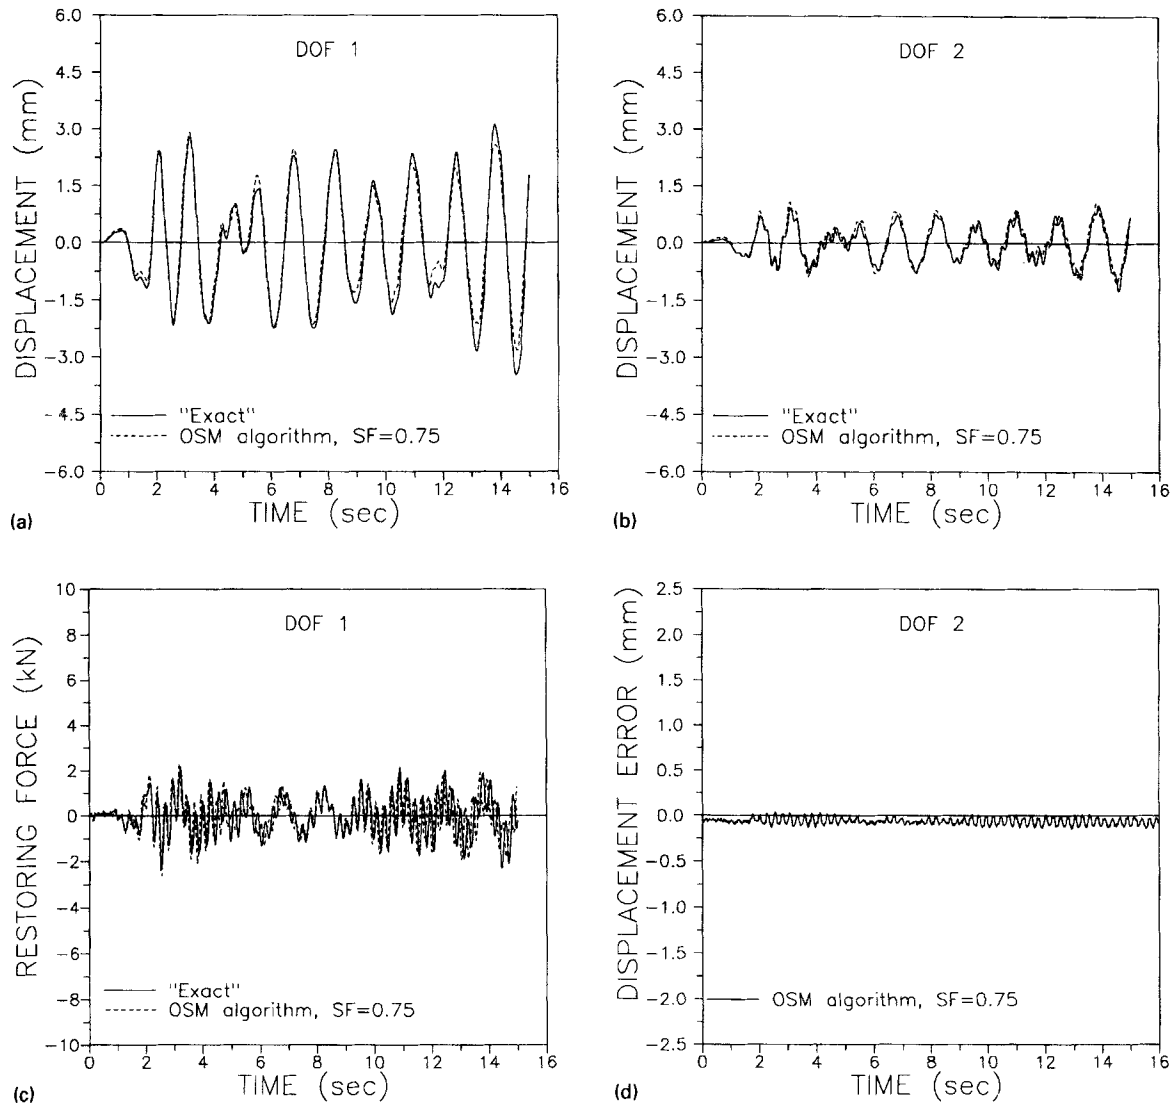 DOF 1
DISPLACEMENT (mm)
6.0
4.5
3.0
1.5
0.0
−1.5
−3.0
−4.5
−6.0
"Exact"
OSM algorithm, SF=0.75
0 2 4 6 8 10 12 14 16
TIME (sec)
(a)
DOF 2
DISPLACEMENT (mm)
6.0
4.5
3.0
1.5
0.0
−1.5
−3.0
−4.5
−6.0
"Exact"
OSM algorithm, SF=0.75
0 2 4 6 8 10 12 14 16
TIME (sec)
(b)
DOF 1
RESTORING FORCE (kN)
10
8
6
4
2
0
−2
−4
−6
−8
−10
"Exact"
OSM algorithm, SF=0.75
0 2 4 6 8 10 12 14 16
TIME (sec)
(c)
DOF 2
DISPLACEMENT ERROR (mm)
2.5
2.0
1.5
1.0
0.5
0.0
−0.5
−1.0
−1.5
−2.0
−2.5
OSM algorithm, SF=0.75
0 2 4 6 8 10 12 14 16
TIME (sec)
(d)